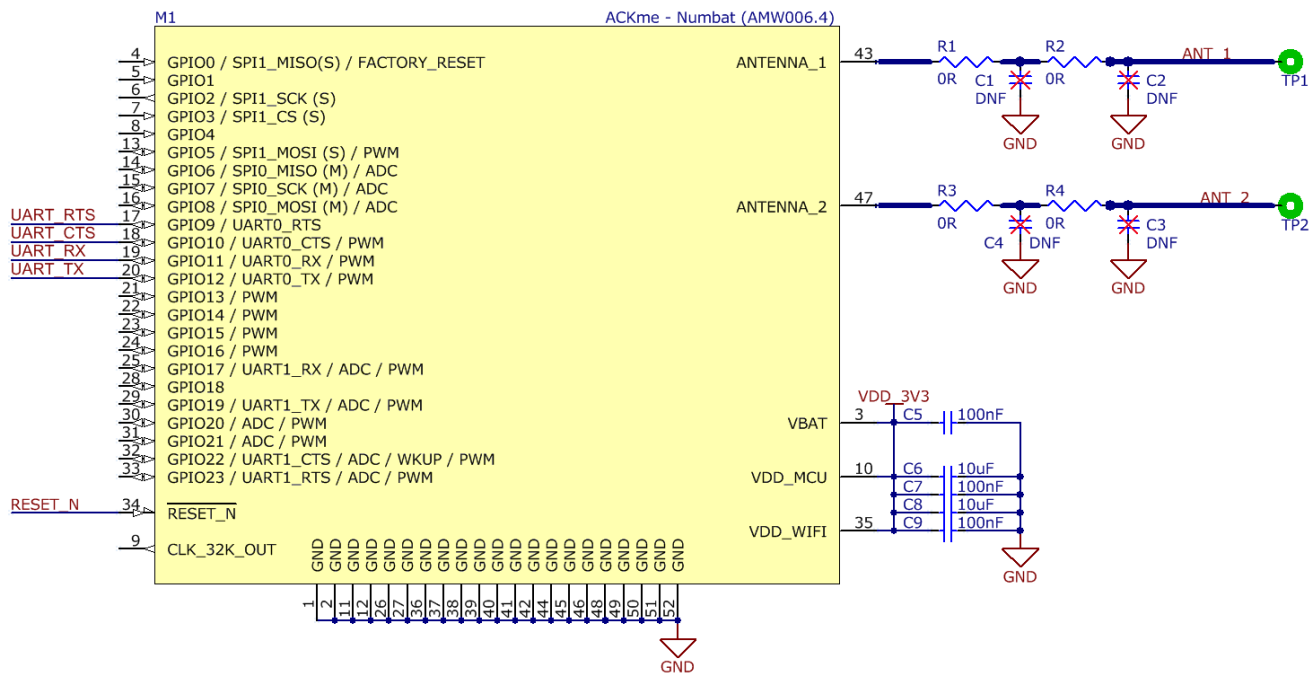 M1 ACKme - Numbat (AMW006.4)
4 GPIO0 / SPI1_MISO(S) / FACTORY_RESET
5 GPIO1
6 GPIO2 / SPI1_SCK (S)
7 GPIO3 / SPI1_CS (S)
8 GPIO4
13 GPIO5 / SPI1_MOSI (S) / PWM
14 GPIO6 / SPI0_MISO (M) / ADC
15 GPIO7 / SPI0_SCK (M) / ADC
16 GPIO8 / SPI0_MOSI (M) / ADC
UART_RTS 17 GPIO9 / UART0_RTS
UART_CTS 18 GPIO10 / UART0_CTS / PWM
UART_RX 19 GPIO11 / UART0_RX / PWM
UART_TX 20 GPIO12 / UART0_TX / PWM
21 GPIO13 / PWM
22 GPIO14 / PWM
23 GPIO15 / PWM
24 GPIO16 / PWM
25 GPIO17 / UART1_RX / ADC / PWM
28 GPIO18
29 GPIO19 / UART1_TX / ADC / PWM
30 GPIO20 / ADC / PWM
31 GPIO21 / ADC / PWM
32 GPIO22 / UART1_CTS / ADC / WKUP / PWM
33 GPIO23 / UART1_RTS / ADC / PWM
RESET_N 34 RESET_N
9 CLK_32K_OUT
GND GND GND GND GND GND GND GND GND GND GND GND GND GND GND GND GND GND GND GND GND
1 2 11 12 26 27 36 37 38 39 40 41 42 44 45 46 48 49 50 51 52
GND
ANTENNA_1 43 R1 R2 ANT_1
0R C1 0R C2 TP1
DNF DNF
GND GND
ANTENNA_2 47 R3 R4 ANT_2
0R C4 DNF 0R C3 TP2
DNF
GND GND
VDD_3V3
VBAT 3 C5 100nF
VDD_MCU 10 C6 10uF
C7 100nF
C8 10uF
VDD_WIFI 35 C9 100nF
GND